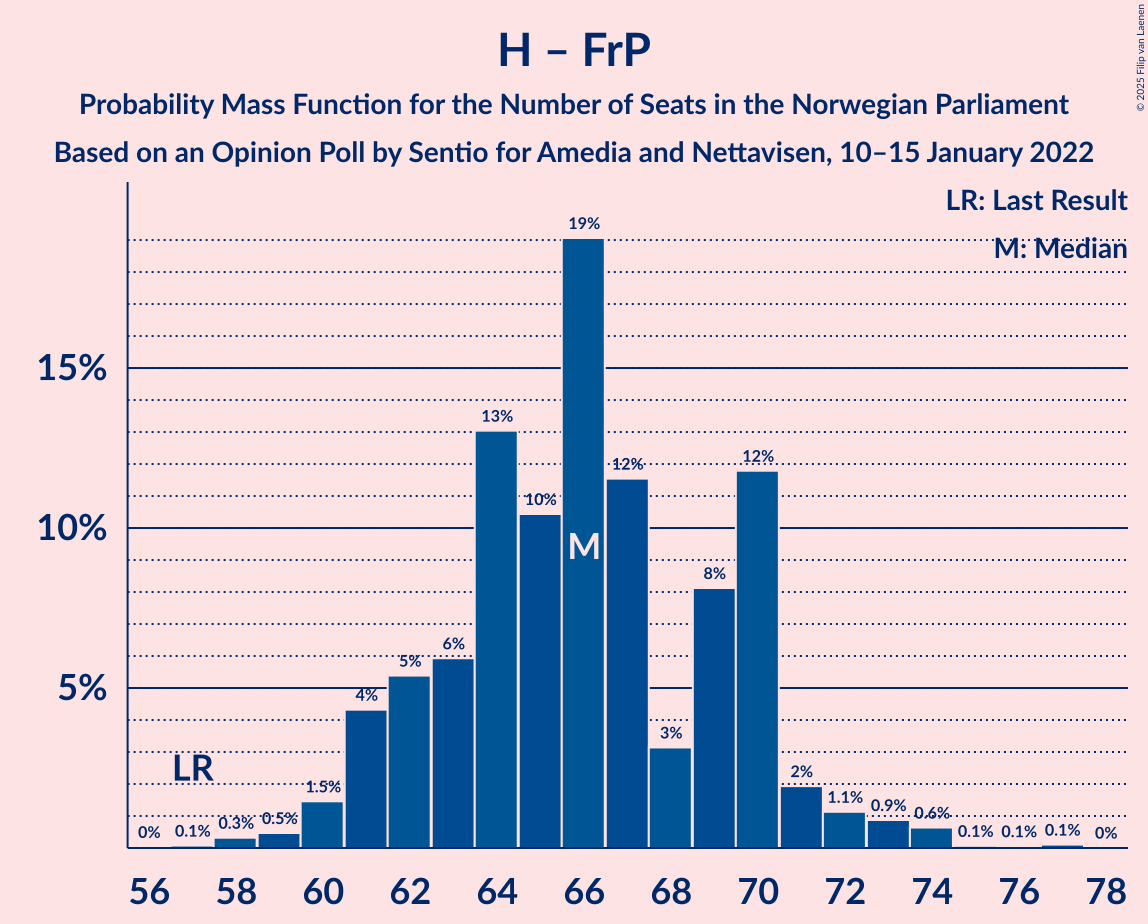 H – FrP
Probability Mass Function for the Number of Seats in the Norwegian Parliament
Based on an Opinion Poll by Sentio for Amedia and Nettavisen, 10–15 January 2022
© 2025 Filip van Laenen
LR: Last Result
M: Median
15%
10%
5%
0%
0.1%
0.3%
0.5%
1.5%
4%
5%
6%
13%
10%
19%
12%
3%
8%
12%
2%
1.1%
0.9%
0.6%
0.1%
0.1%
0.1%
0%
LR
M
56 58 60 62 64 66 68 70 72 74 76 78